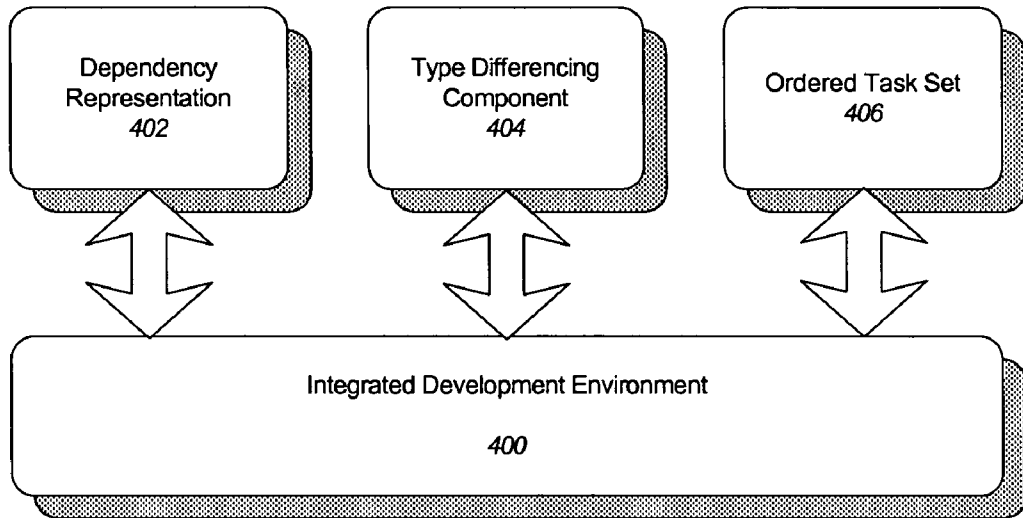 Dependency
Representation
402
Type Differencing
Component
404
Ordered Task Set
406
Integrated Development Environment
400